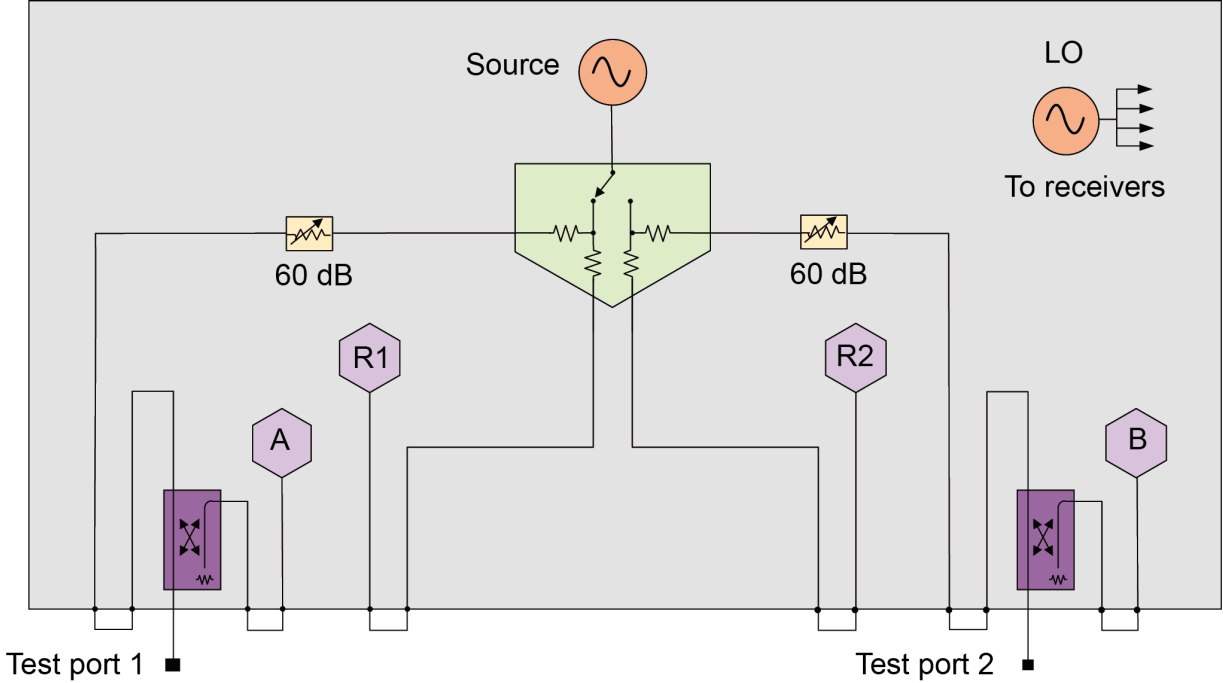 Source
LO
To receivers
60 dB
60 dB
R1
R2
A
B
Test port 1
Test port 2